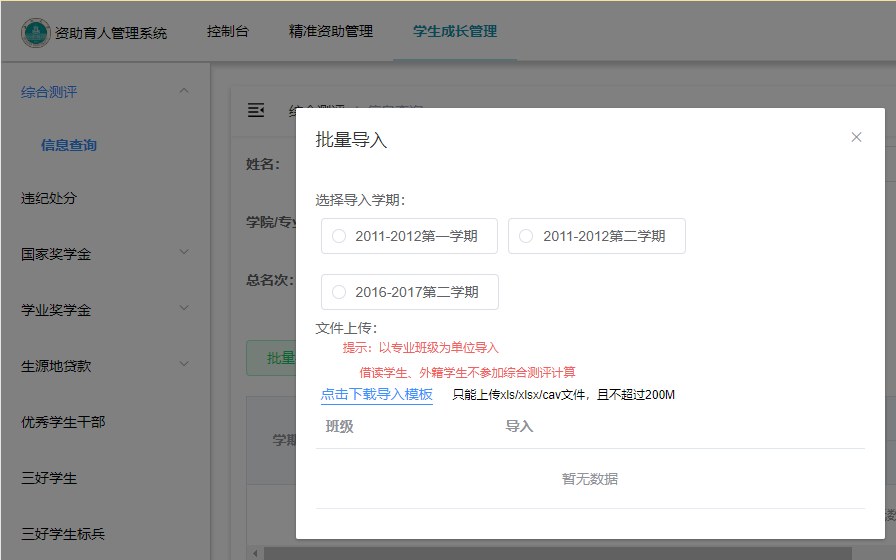 资助育人管理系统 控制台 精准资助管理 学生成长管理
综合测评
信息查询
违纪处分
国家奖学金
学业奖学金
生源地贷款
优秀学生干部
三好学生
三好学生标兵
姓名:
学院/专业
总名次:
批量
学期
批量导入
选择导入学期:
2011-2012第一学期 2011-2012第二学期
2016-2017第二学期
文件上传:
提示: 以专业班级为单位导入
借读学生、外籍学生不参加综合测评计算
点击下载导入模板 只能上传xls/xlsx/cav文件，且不超过200M
班级 导入
暂无数据